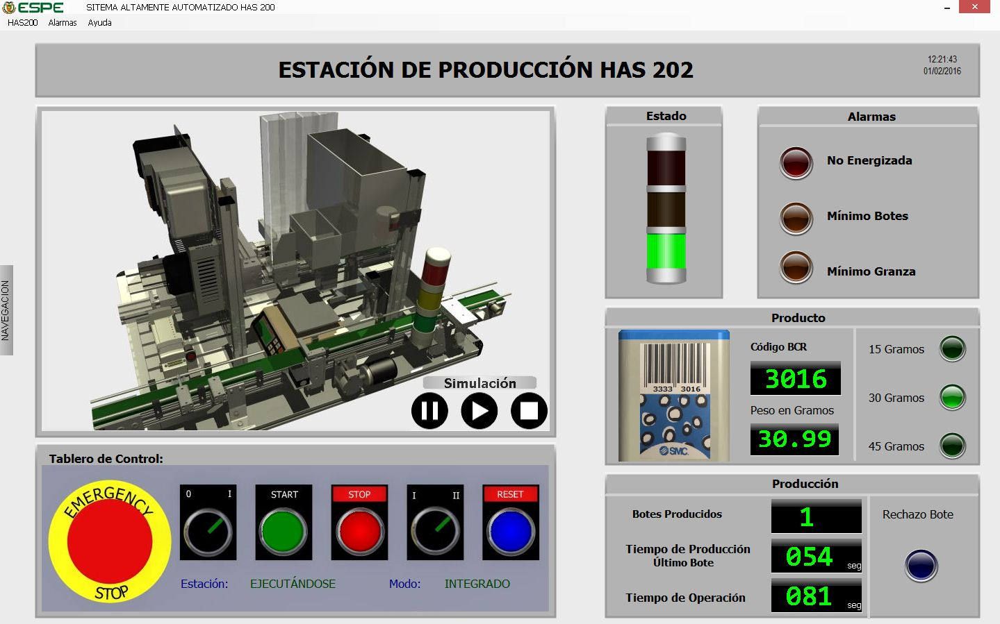 ESPE SITEMA ALTAMENTE AUTOMATIZADO HAS 200
HAS200 Alarmas Ayuda
ESTACIÓN DE PRODUCCIÓN HAS 202
12:21:43
01/02/2016
NAVEGACION
Simulación
Estado
Alarmas
No Energizada
Mínimo Botes
Mínimo Granza
Producto
Código BCR
3016
Peso en Gramos
30.99
3333 3016
SMC
15 Gramos
30 Gramos
45 Gramos
Tablero de Control:
EMERGENCY
STOP
0 I
START
STOP
I II
RESET
Estación: EJECUTÁNDOSE
Modo: INTEGRADO
Producción
Botes Producidos
1
Tiempo de Producción
Último Bote
054 seg
Tiempo de Operación
081 seg
Rechazo Bote